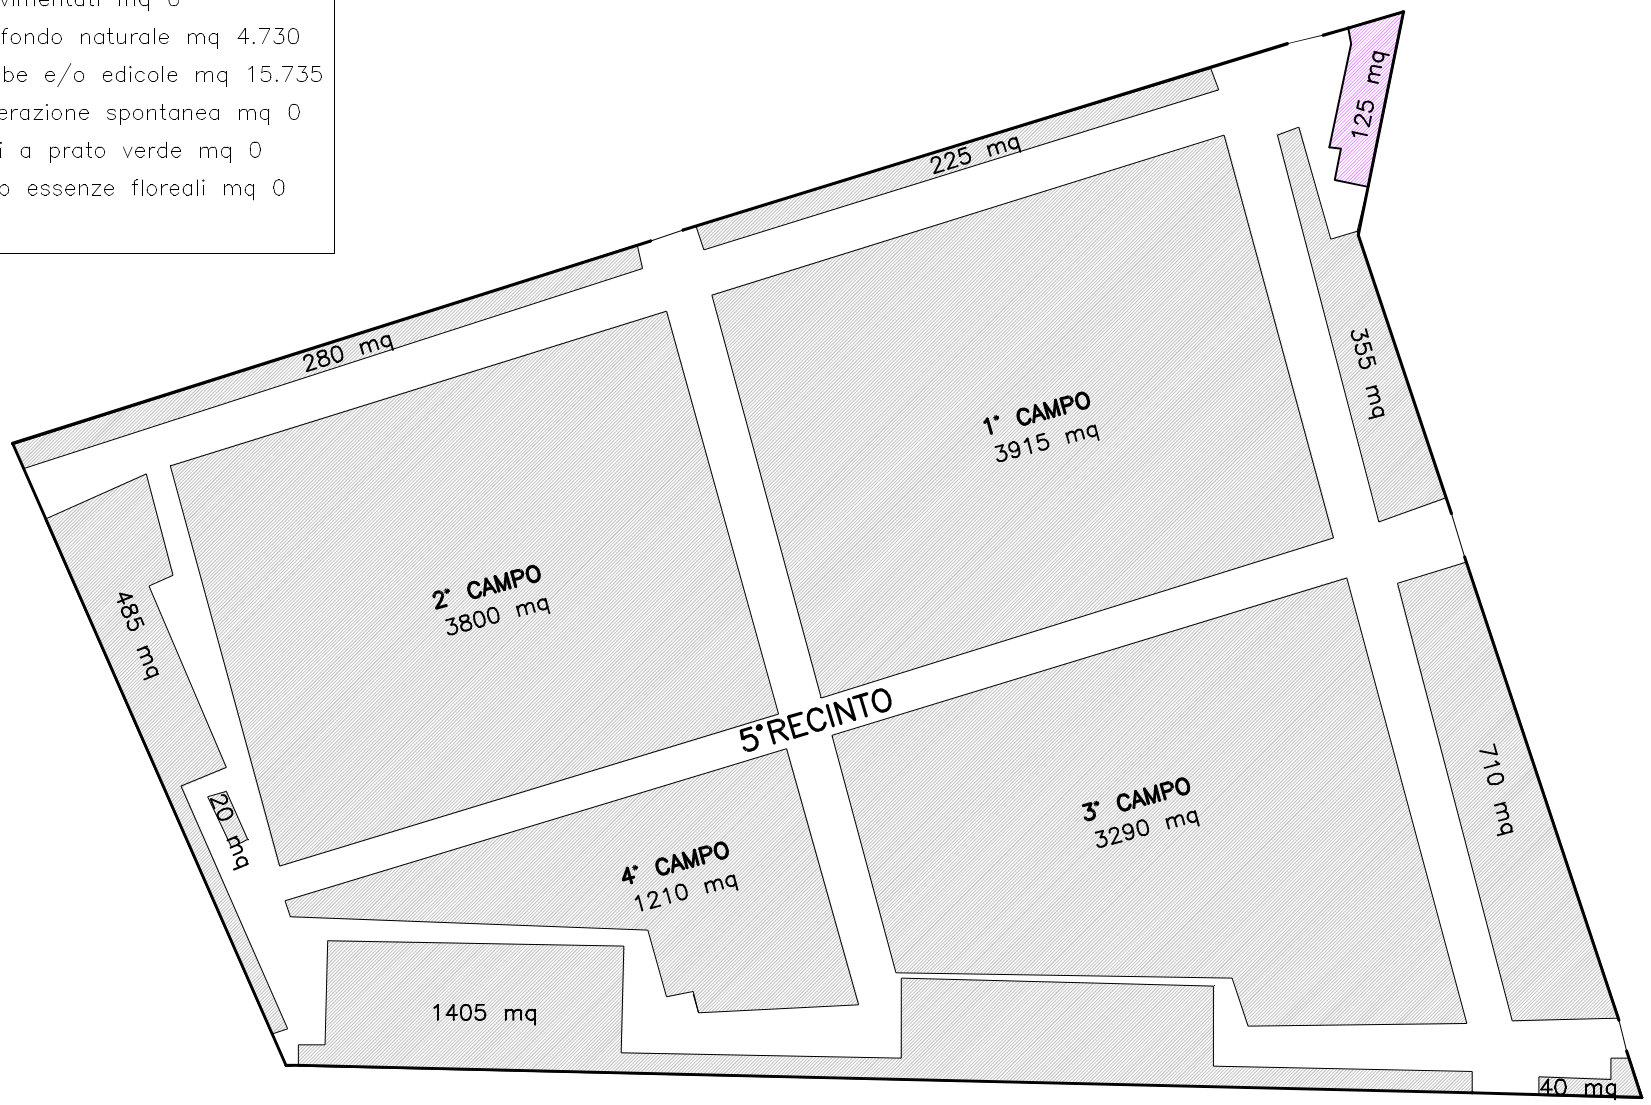 fondo naturale mq 4.730
e/o edicole mq 15.735
spontanea mq 0
a prato verde mq 0
essenze floreali mq 0
125 mq
225 mq
280 mq
355 mq
1° CAMPO
3915 mq
2° CAMPO
3800 mq
485 mq
5°RECINTO
710 mq
3° CAMPO
3290 mq
20 mq
4° CAMPO
1210 mq
1405 mq
40 mq